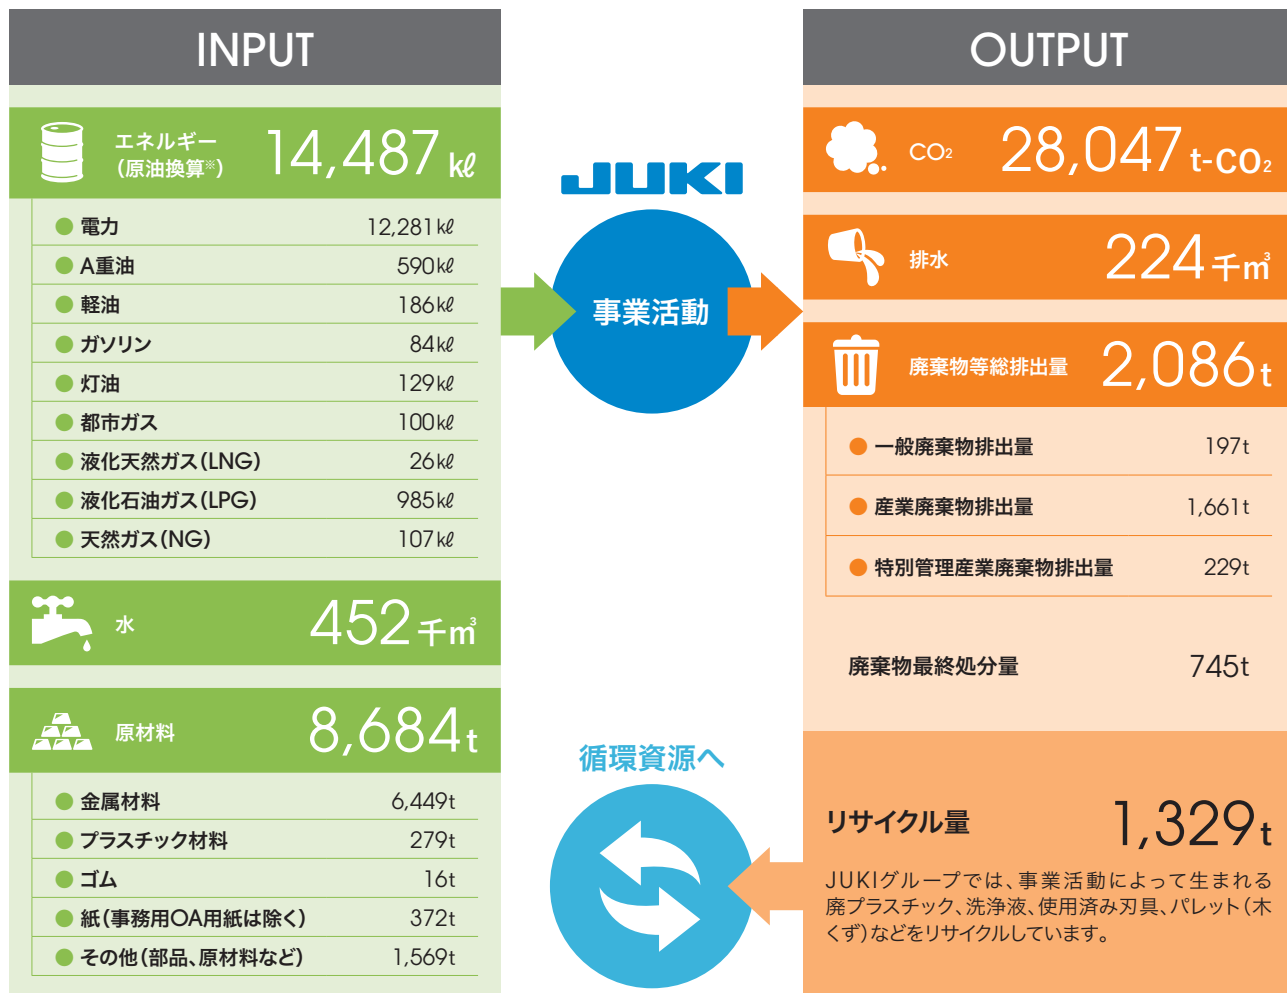 INPUT
エネルギー
（原油換算※）
14,487 kℓ
電力 12,281kℓ
A重油 590kℓ
軽油 186kℓ
ガソリン 84kℓ
灯油 129kℓ
都市ガス 100kℓ
液化天然ガス（LNG） 26kℓ
液化石油ガス（LPG） 985kℓ
天然ガス（NG） 107kℓ
水 452千m³
原材料 8,684t
金属材料 6,449t
プラスチック材料 279t
ゴム 16t
紙（事務用OA用紙は除く） 372t
その他（部品、原材料など） 1,569t
JUKI
事業活動
循環資源へ
OUTPUT
CO₂ 28,047 t-CO₂
排水 224千m³
廃棄物等総排出量 2,086t
一般廃棄物排出量 197t
産業廃棄物排出量 1,661t
特別管理産業廃棄物排出量 229t
廃棄物最終処分量 745t
リサイクル量 1,329t
JUKIグループでは、事業活動によって生まれる
廃プラスチック、洗浄液、使用済み刃具、パレット（木
くず）などをリサイクルしています。